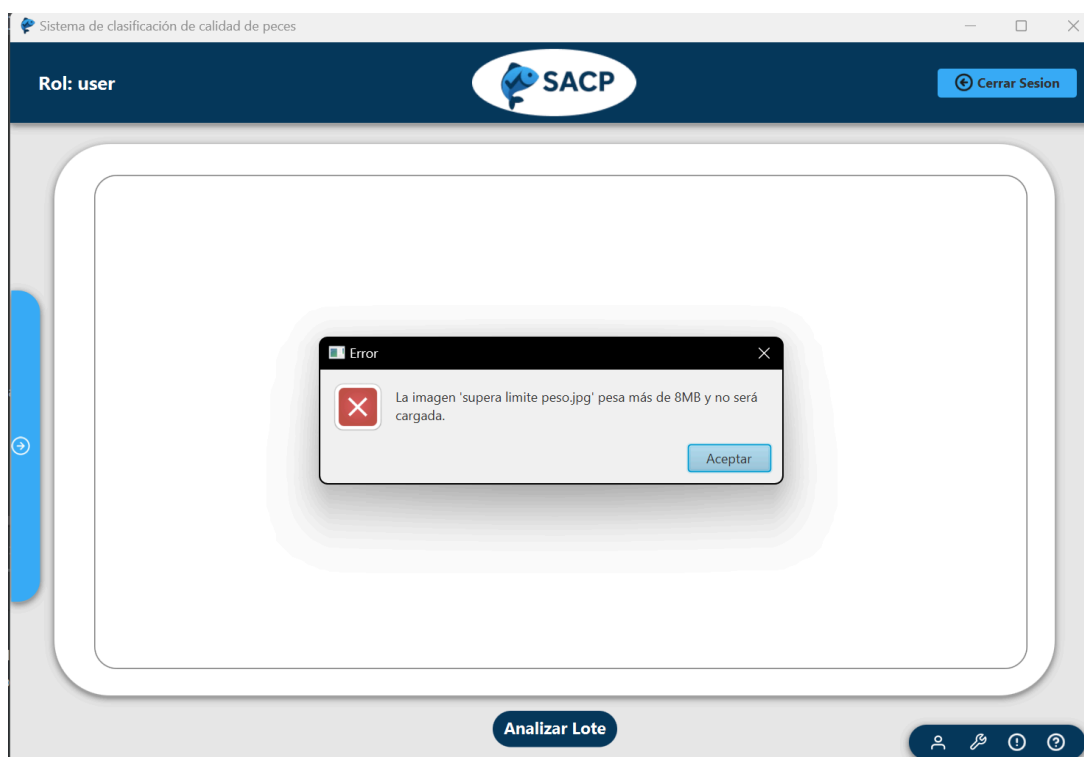 Sistema de clasificación de calidad de peces
Rol: user
SACP
Cerrar Sesion
Error
La imagen 'supera limite peso.jpg' pesa más de 8MB y no será
cargada.
Aceptar
Analizar Lote